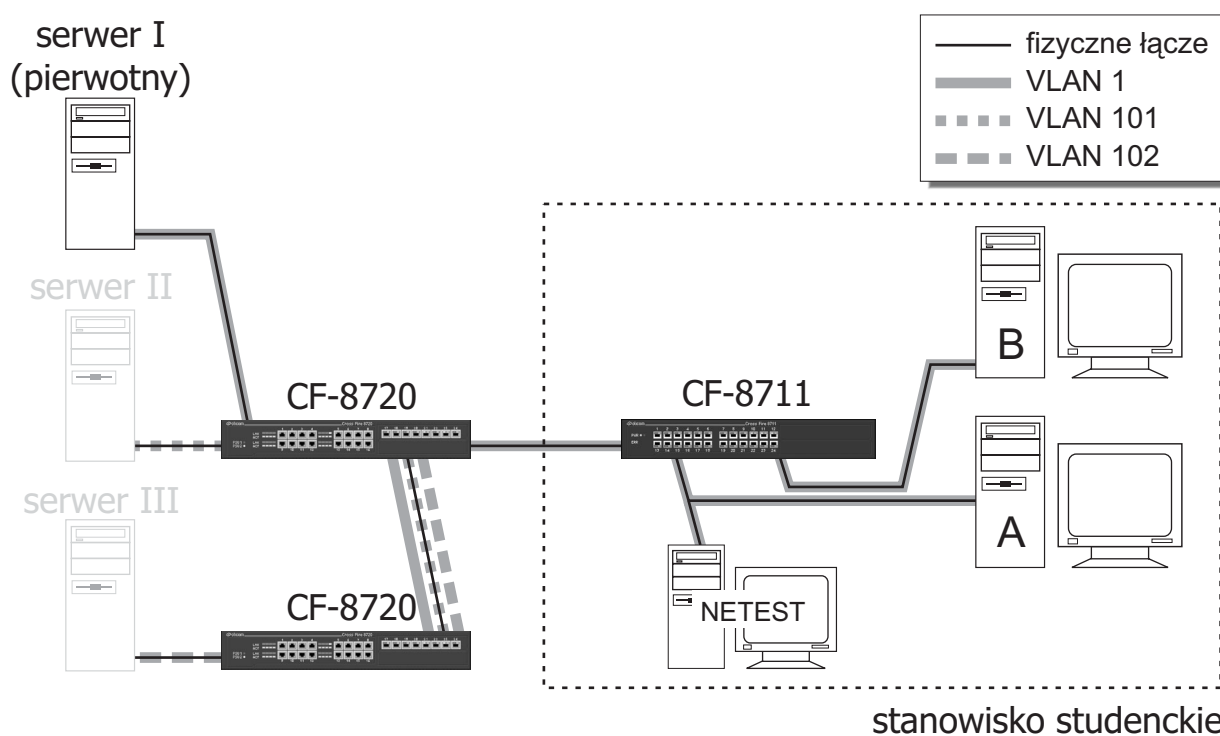 serwer I
(pierwotny)
fizyczne łącze
VLAN 1
VLAN 101
VLAN 102
serwer II
B
CF-8720
CF-8711
serwer III
A
CF-8720
NETEST
stanowisko studenckie